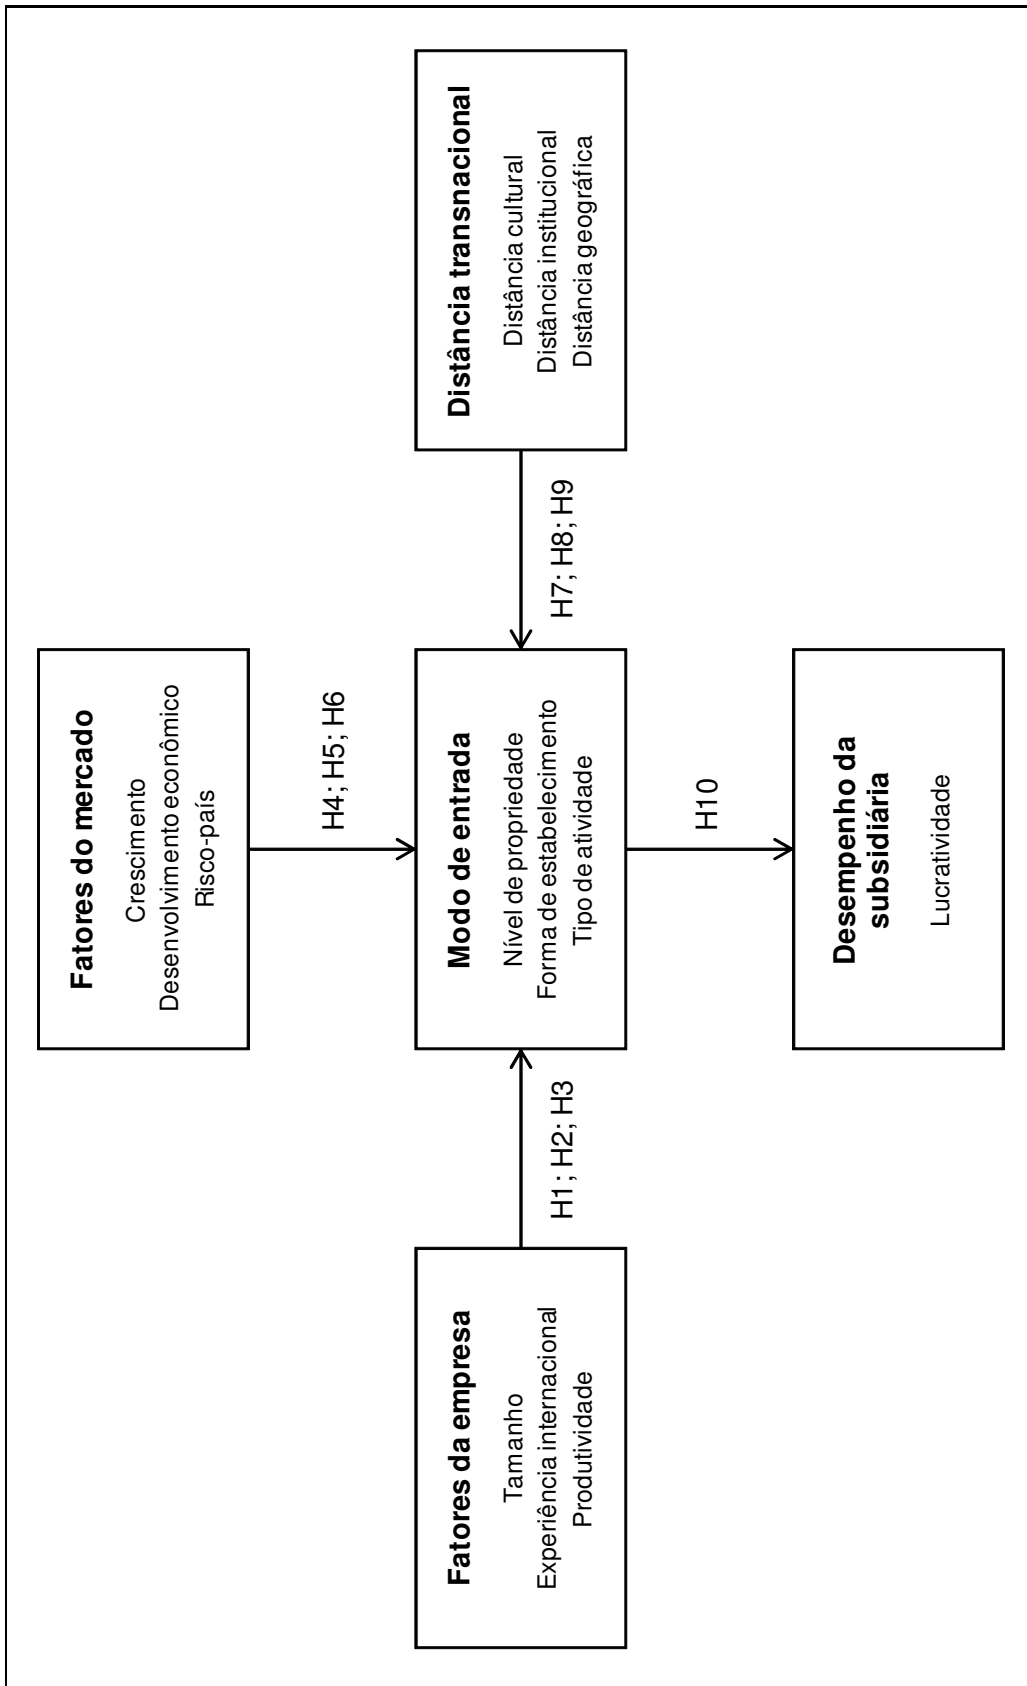 Fatores do mercado
Crescimento
Desenvolvimento econômico
Risco-país
H4; H5; H6
Fatores da empresa
Tamanho
Experiência internacional
Produtividade
H1; H2; H3
Modo de entrada
Nível de propriedade
Forma de estabelecimento
Tipo de atividade
H7; H8; H9
Distância transnacional
Distância cultural
Distância institucional
Distância geográfica
H10
Desempenho da
subsidiária
Lucratividade